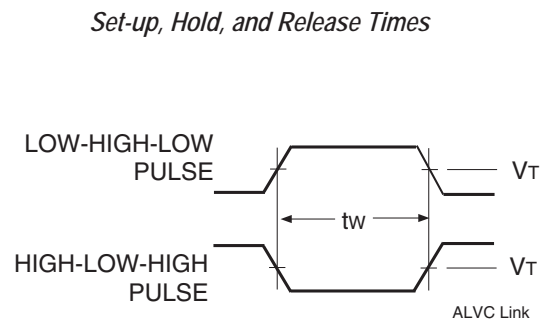 Set-up, Hold, and Release Times
LOW-HIGH-LOW
PULSE
VT
tw
HIGH-LOW-HIGH
PULSE
VT
ALVC Link